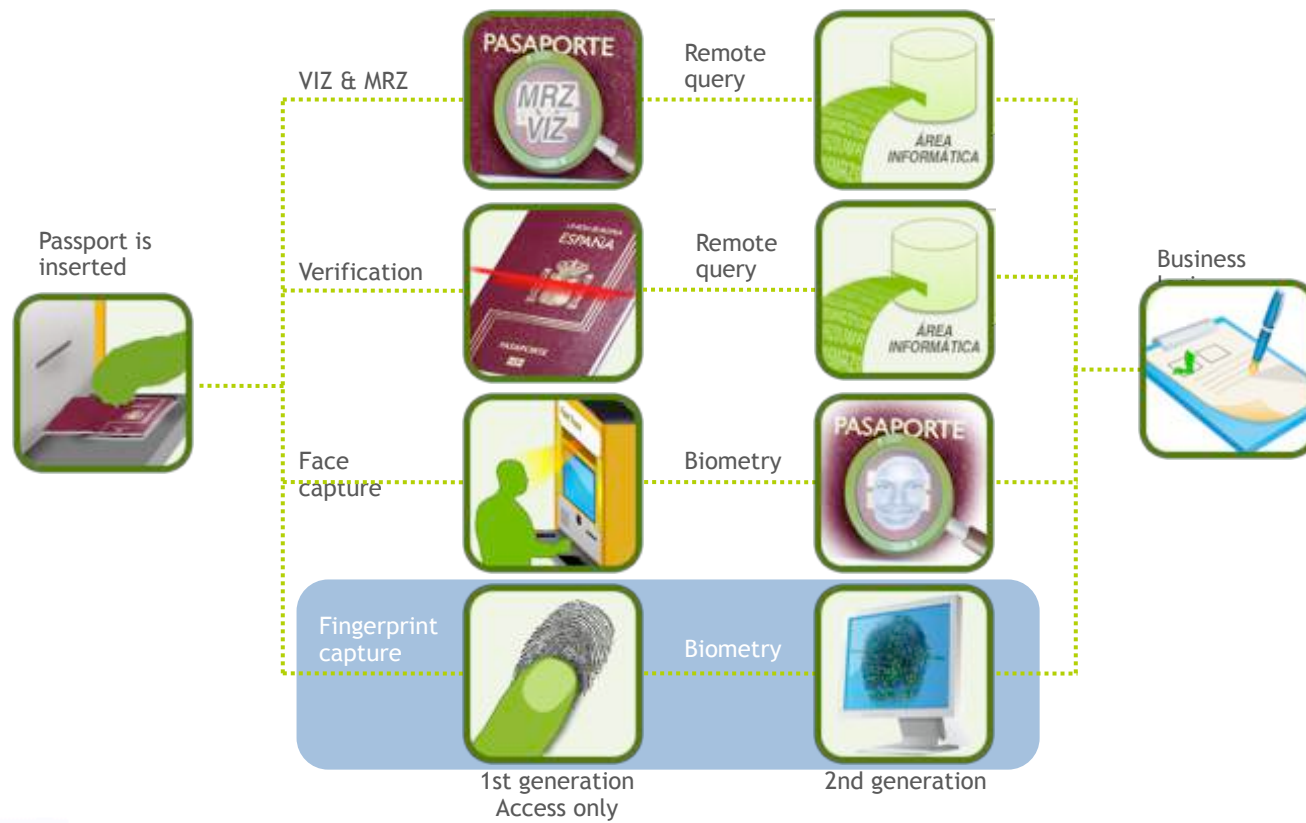 VIZ & MRZ
PASAPORTE
MRZ
VIZ
Remote
query
ÁREA
INFORMÁTICA
Passport is
inserted
Verification
ESPAÑA
PASAPORTE
Remote
query
ÁREA
INFORMÁTICA
Business
Face
capture
Biometry
PASAPORTE
Fingerprint
capture
Biometry
1st generation
Access only
2nd generation